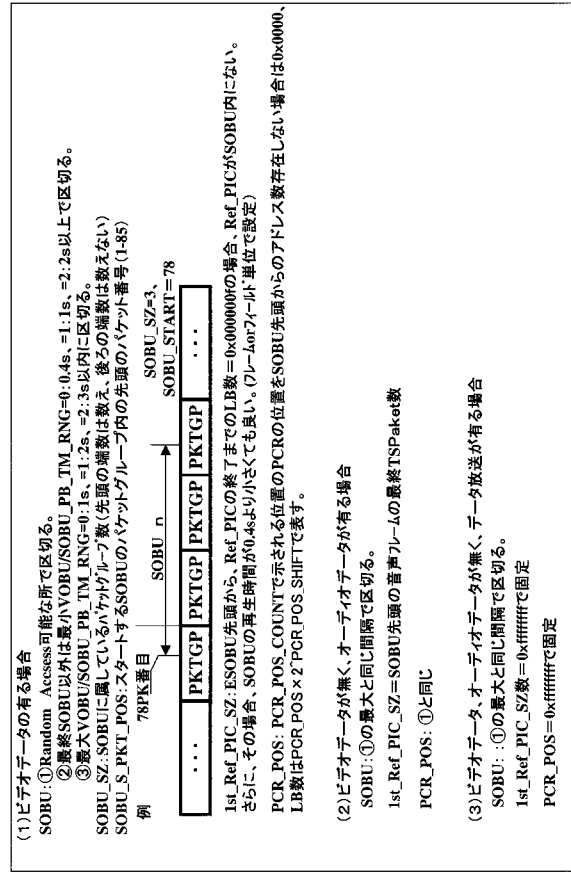 (1)ビデオデータの有る場合
SOBU:①Random Accsess可能な所で区切る。
②最終SOBU以外は最小VOBU/SOBU_PB_TM_RNG=0:0.4s、=1:1s、=2:2s以上で区切る。
③最大VOBU/SOBU_PB_TM_RNG=0:1s、=1:2s、=2:3s以内に区切る。
SOBU_SZ:SOBUに属しているパケットグループ数(先頭の端数は数え、後ろの端数は数えない)
SOBU_S_PKT_POS:スタートするSOBUのパケットグループ内の先頭のパケット番号(1-85)
例
78PK番目
SOBU_n
SOBU_SZ=3、
SOBU_START=78
・・・ PKTGP PKTGP PKTGP PKTGP ・・・
1st_Ref_PIC_SZ:ESOBU先頭から、Ref_PICの終了までのLB数=0x000000fの場合、Ref_PICがSOBU内にない。
さらに、その場合、SOBUの再生時間が0.4sより小さくても良い。(フレームorフィールド単位で設定)
PCR_POS: PCR_POS_COUNTで示される位置のPCRの位置をSOBU先頭からのアドレス数存在しない場合は0x0000、
LB数はPCR_POS×2^PCR_POS_SHIFTで表す。
(2)ビデオデータが無く、オーディオデータが有る場合
SOBU:①の最大と同じ間隔で区切る。
1st_Ref_PIC_SZ=SOBU先頭の音声フレームの最終TSPaket数
PCR_POS: ①と同じ
(3)ビデオデータ、オーディオデータが無く、データ放送が有る場合
SOBU: :①の最大と同じ間隔で区切る。
1st_Ref_PIC_SZ数=0xffffffffで固定
PCR_POS=0xffffffffで固定